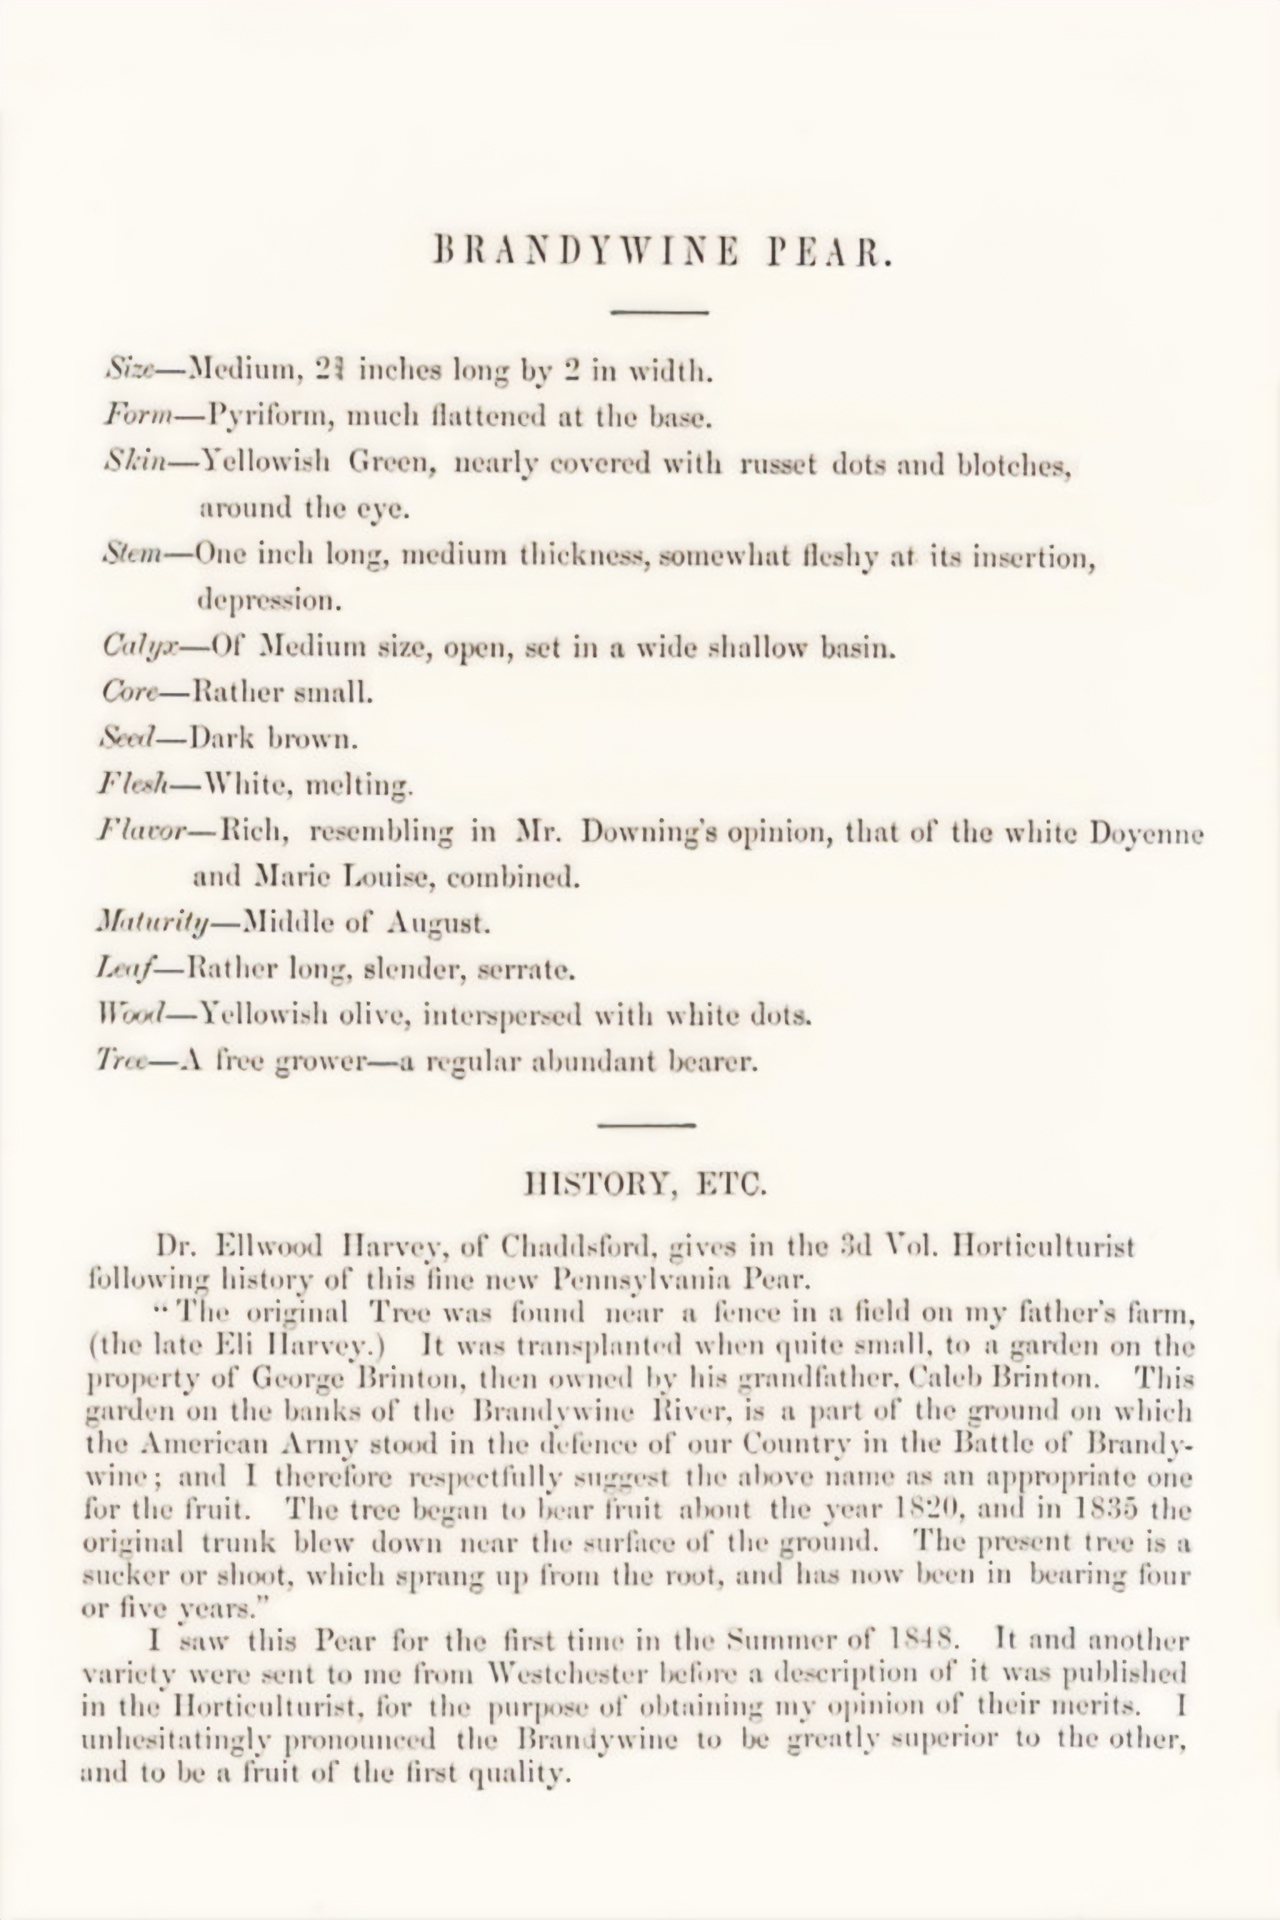 BRANDYWINE PEAR.
Size—Medium, 2¾ inches long by 2 in width.
Form—Pyriform, much flattened at the base.
Skin—Yellowish Green, nearly covered with russet dots and blotches,
around the eye.
Stem—One inch long, medium thickness, somewhat fleshy at its insertion,
depression.
Calyx—Of Medium size, open, set in a wide shallow basin.
Core—Rather small.
Seed—Dark brown.
Flesh—White, melting.
Flavor—Rich, resembling in Mr. Downing's opinion, that of the white Doyenne
and Marie Louise, combined.
Maturity—Middle of August.
Leaf—Rather long, slender, serrate.
Wood—Yellowish olive, interspersed with white dots.
Tree—A free grower—a regular abundant bearer.
HISTORY, ETC.
Dr. Ellwood Harvey, of Chaddsford, gives in the 3d Vol. Horticulturist
following history of this fine new Pennsylvania Pear.
"The original Tree was found near a fence in a field on my father's farm,
(the late Eli Harvey.) It was transplanted when quite small, to a garden on the
property of George Brinton, then owned by his grandfather, Caleb Brinton. This
garden on the banks of the Brandywine River, is a part of the ground on which
the American Army stood in the defence of our Country in the Battle of Brandy-
wine; and I therefore respectfully suggest the above name as an appropriate one
for the fruit. The tree began to bear fruit about the year 1820, and in 1835 the
original trunk blew down near the surface of the ground. The present tree is a
sucker or shoot, which sprang up from the root, and has now been in bearing four
or five years."
I saw this Pear for the first time in the Summer of 1848. It and another
variety were sent to me from Westchester before a description of it was published
in the Horticulturist, for the purpose of obtaining my opinion of their merits. I
unhesitatingly pronounced the Brandywine to be greatly superior to the other,
and to be a fruit of the first quality.